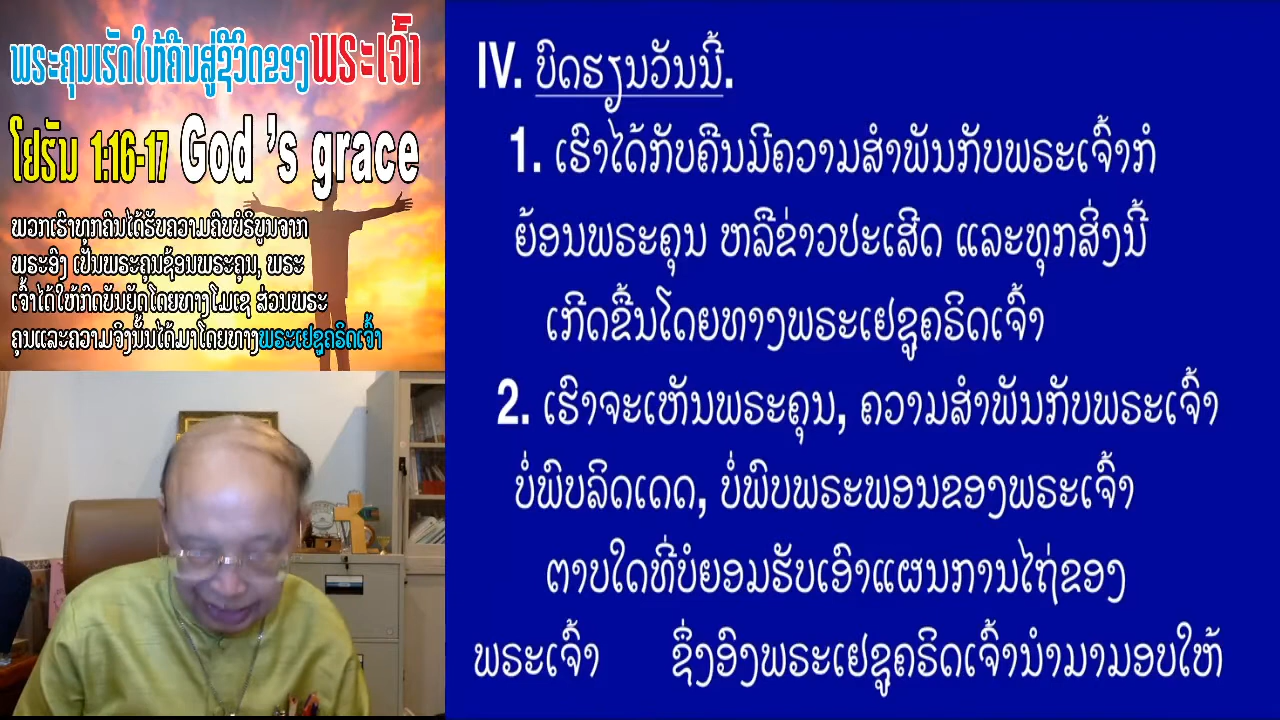 ພຣະຄຸນເຮັດໃຫ້ຄືນສູ່ຊີວິດຂອງພຣະເຈົ້າ
ໂຢຮັນ 1:16-17 God 's grace
ພວກເຮົາທຸກຄົນໄດ້ຮັບຄວາມຄົບບໍຣິບູນຈາກ
ພຣະອົງ ເປັນພຣະຄຸນຊ້ອນພຣະຄຸນ, ພຣະ
ເຈົ້າໄດ້ໃຫ້ກົດບັນຍັດໂດຍທາງໂມເຊ ສ່ວນພຣະ
ຄຸນແລະຄວາມຈິງນັ້ນໄດ້ມາໂດຍທາງພຣະເຢຊູຄຣິດເຈົ້າ
IV. ບົດຮຽນວັນນີ້.
1. ເຮົາໄດ້ກັບຄືນມີຄວາມສຳພັນກັບພຣະເຈົ້າກໍ
ຍ້ອນພຣະຄຸນ ຫລືຂ່າວປະເສີດ ແລະທຸກສິ່ງນີ້
ເກີດຂື້ນໂດຍທາງພຣະເຢຊູຄຣິດເຈົ້າ
2. ເຮົາຈະເຫັນພຣະຄຸນ, ຄວາມສຳພັນກັບພຣະເຈົ້າ
ບໍ່ພົບລິດເດດ, ບໍ່ພົບພຣະພອນຂອງພຣະເຈົ້າ
ຕາບໃດທີ່ບໍຍອມຮັບເອົາແຜນການໄຖ່ຂອງ
ພຣະເຈົ້າ ຊຶ່ງອົງພຣະເຢຊູຄຣິດເຈົ້ານຳມາມອບໃຫ້